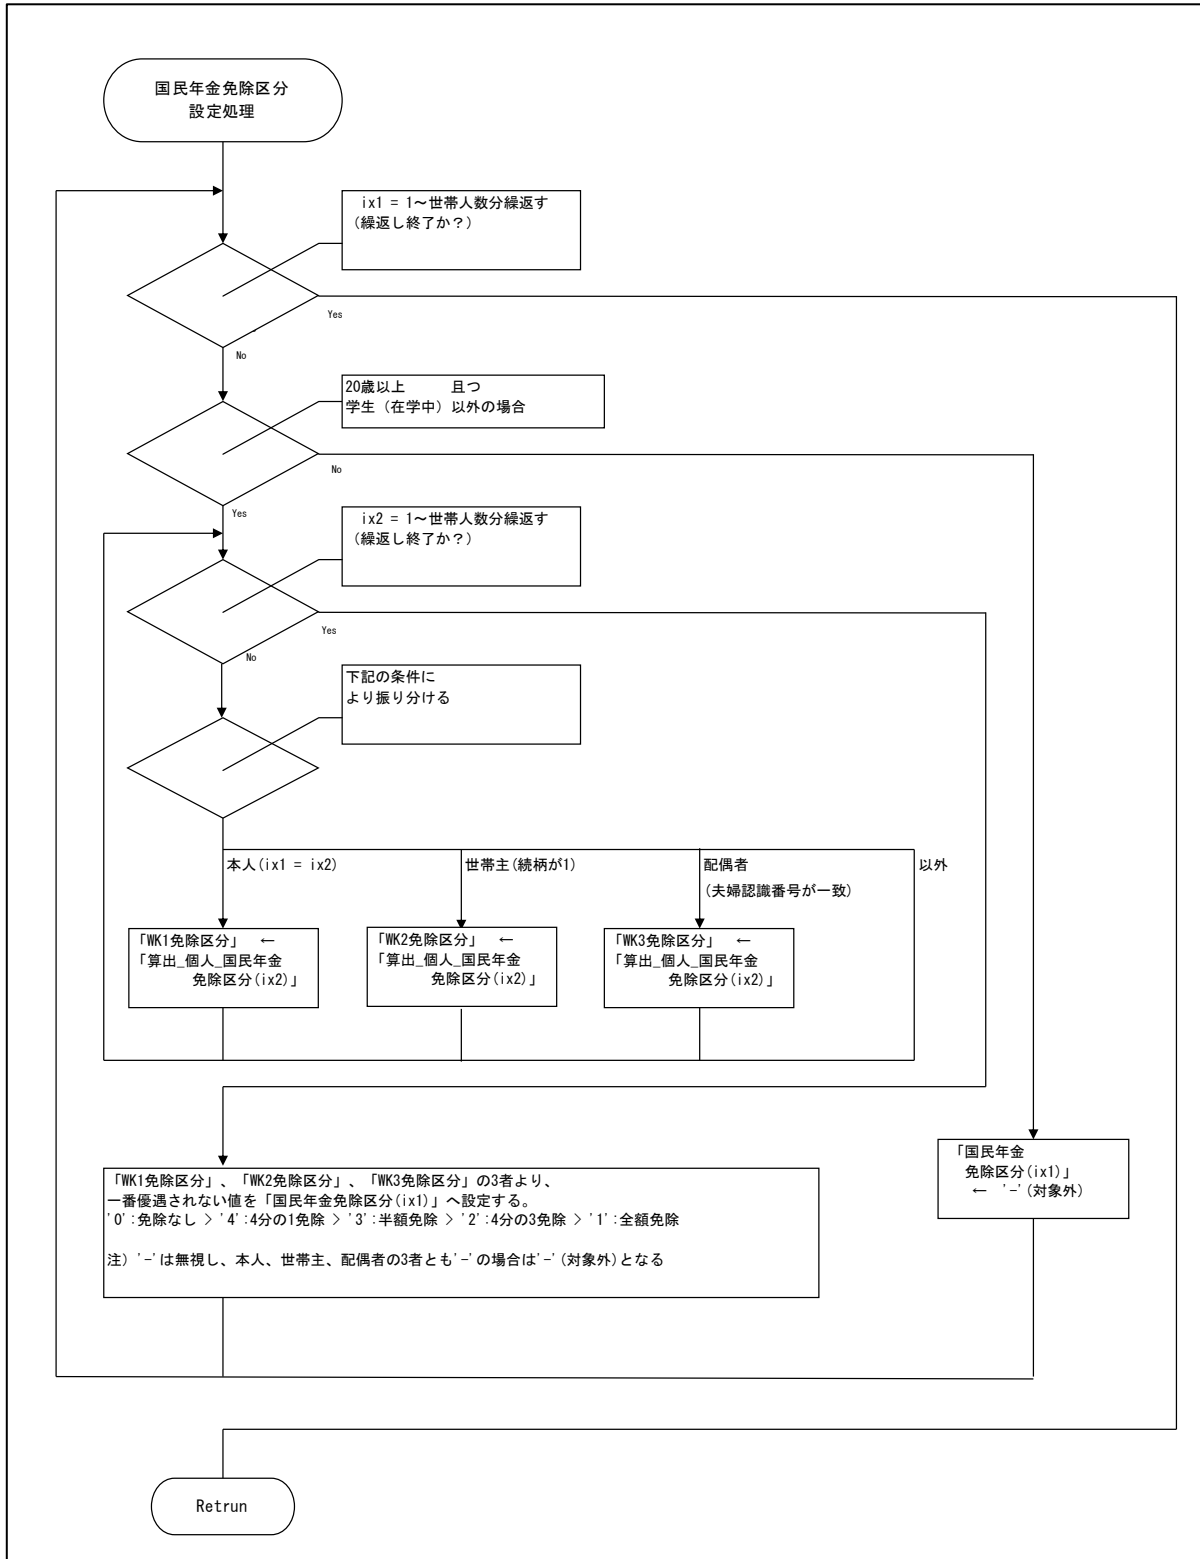 国民年金免除区分
設定処理
ix1 = 1～世帯人数分繰返す
(繰返し終了か?)
Yes
No
20歳以上　　且つ
学生（在学中）以外の場合
No
Yes
ix2 = 1～世帯人数分繰返す
(繰返し終了か?)
Yes
No
下記の条件に
より振り分ける
本人(ix1 = ix2)
世帯主(続柄が1)
配偶者
(夫婦認識番号が一致)
以外
「WK1免除区分」　←
「算出_個人_国民年金
免除区分(ix2)」
「WK2免除区分」　←
「算出_個人_国民年金
免除区分(ix2)」
「WK3免除区分」　←
「算出_個人_国民年金
免除区分(ix2)」
「国民年金
免除区分(ix1)」
← '-'(対象外)
「WK1免除区分」、「WK2免除区分」、「WK3免除区分」の3者より、
一番優遇されない値を「国民年金免除区分(ix1)」へ設定する。
'0':免除なし > '4':4分の1免除 > '3':半額免除 > '2':4分の3免除 > '1':全額免除
注) '-'は無視し、本人、世帯主、配偶者の3者とも'-'の場合は'-'(対象外)となる
Retrun